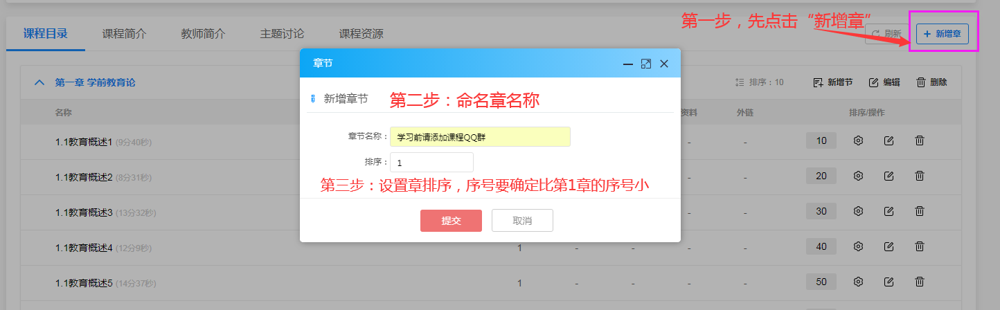 第一步，先点击“新增章”
课程目录 课程简介 教师简介 主题讨论 课程资源 刷新 + 新增章
章节
第一章 学前教育论 排序：10 新增节 编辑 删除
新增章节 第二步：命名章名称
名称 资料 外链 排序/操作
章节名称： 学习前请添加课程QQ群
1.1教育概述1 (9分40秒) - - 10
排序： 1
1.1教育概述2 (8分31秒) - - 20
第三步：设置章排序，序号要确定比第1章的序号小
1.1教育概述3 (13分32秒) - - 30
提交 取消
1.1教育概述4 (12分9秒) 1 - - - - 40
1.1教育概述5 (14分37秒) 1 - - - - 50